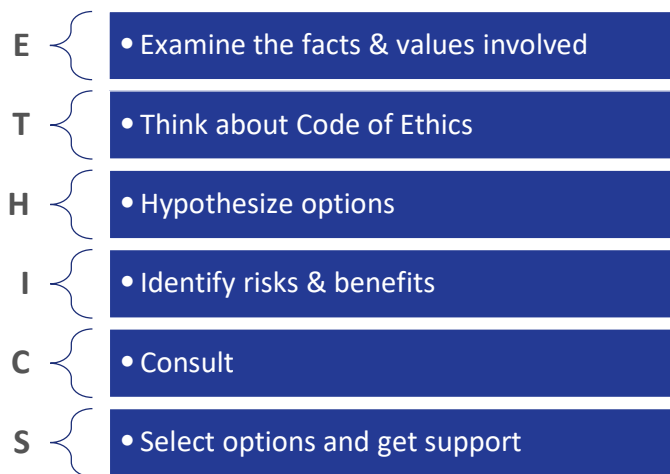 E • Examine the facts & values involved
T • Think about Code of Ethics
H • Hypothesize options
I • Identify risks & benefits
C • Consult
S • Select options and get support